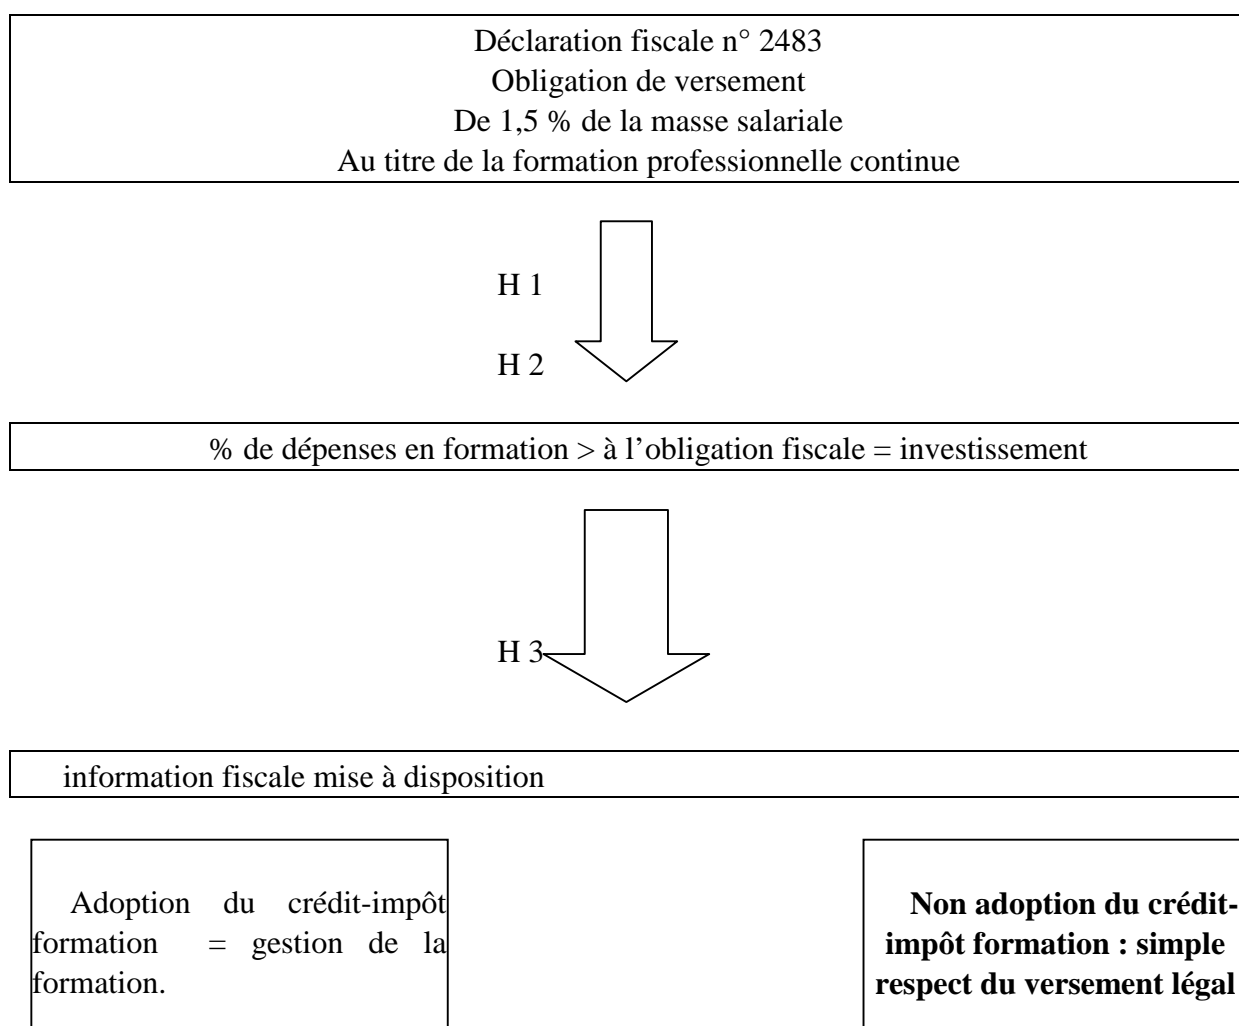 Déclaration fiscale n° 2483
Obligation de versement
De 1,5 % de la masse salariale
Au titre de la formation professionnelle continue
H 1
H 2
% de dépenses en formation > à l’obligation fiscale = investissement
H 3
information fiscale mise à disposition
Adoption du crédit-impôt
formation = gestion de la
formation.
Non adoption du crédit-
impôt formation : simple
respect du versement légal